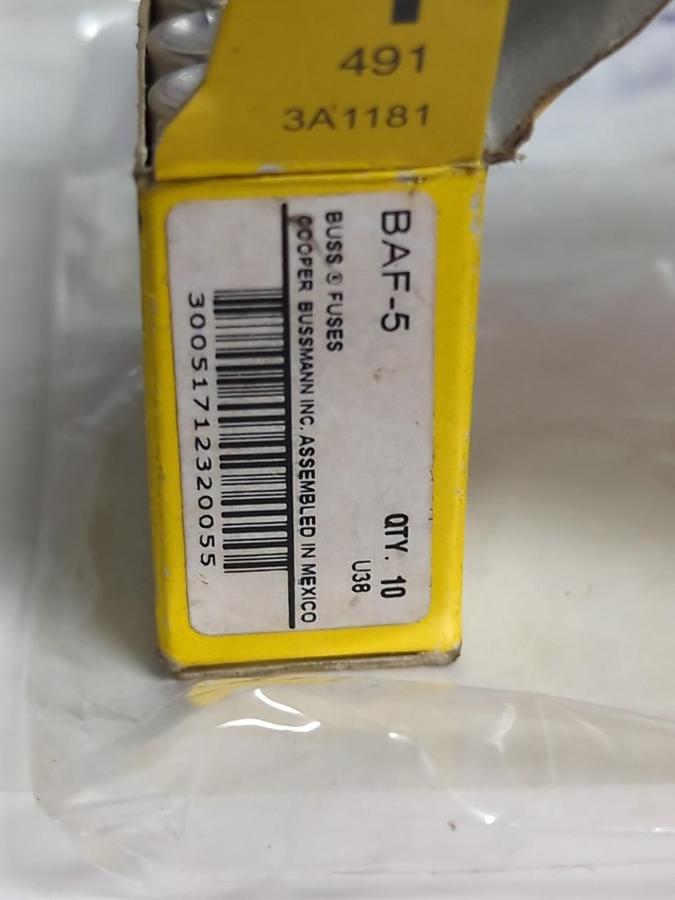 491
3A1181
BAF-5
QTY. 10
U38
BUSS ® FUSES
COOPER BUSSMANN INC. ASSEMBLED IN MEXICO
30051712320055